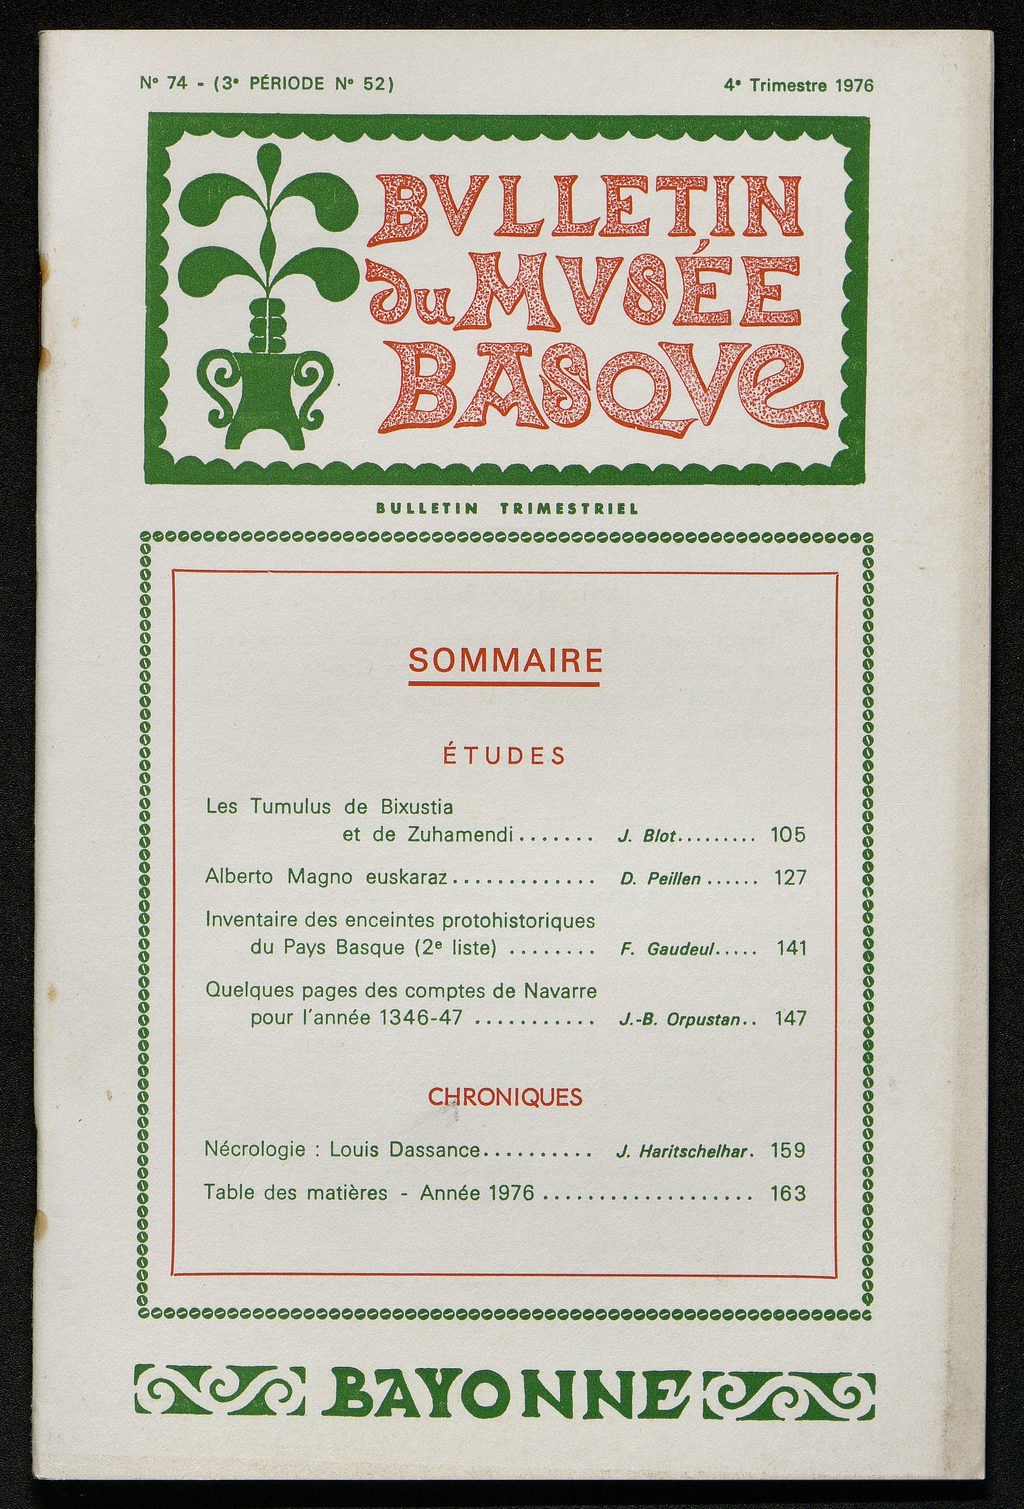 Nº 74 - (3ᵉ PÉRIODE Nº 52)
4ᵉ Trimestre 1976
BVLLETIN
du MVSÉE
BASQVe
BULLETIN TRIMESTRIEL
SOMMAIRE
ÉTUDES
Les Tumulus de Bixustia
et de Zuhamendi....... J. Blot......... 105
Alberto Magno euskaraz............. D. Peillen...... 127
Inventaire des enceintes protohistoriques
du Pays Basque (2ᵉ liste) ........ F. Gaudeul..... 141
Quelques pages des comptes de Navarre
pour l'année 1346-47 ........... J.-B. Orpustan.. 147
CHRONIQUES
Nécrologie : Louis Dassance.......... J. Haritschelhar. 159
Table des matières - Année 1976 ................... 163
BAYONNE